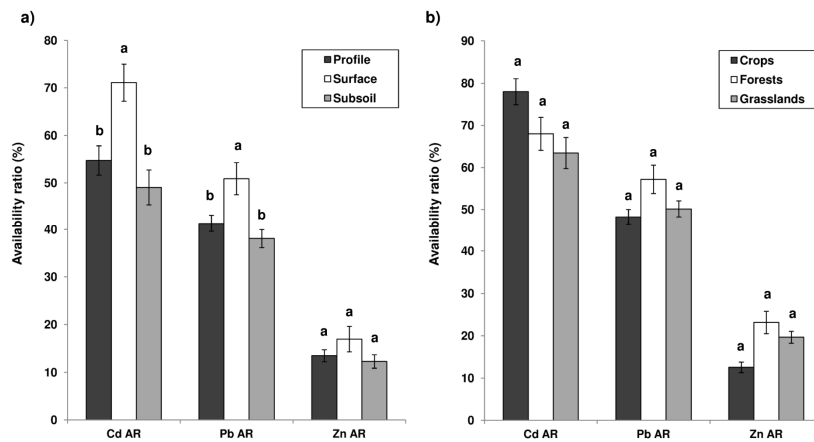 a)
Availability ratio (%)
80
70
60
50
40
30
20
10
0
Profile
Surface
Subsoil
b
a
b
b
a
b
a
a
a
Cd AR
Pb AR
Zn AR
b)
Availability ratio (%)
90
80
70
60
50
40
30
20
10
0
Crops
Forests
Grasslands
a
a
a
a
a
a
a
a
a
Cd AR
Pb AR
Zn AR